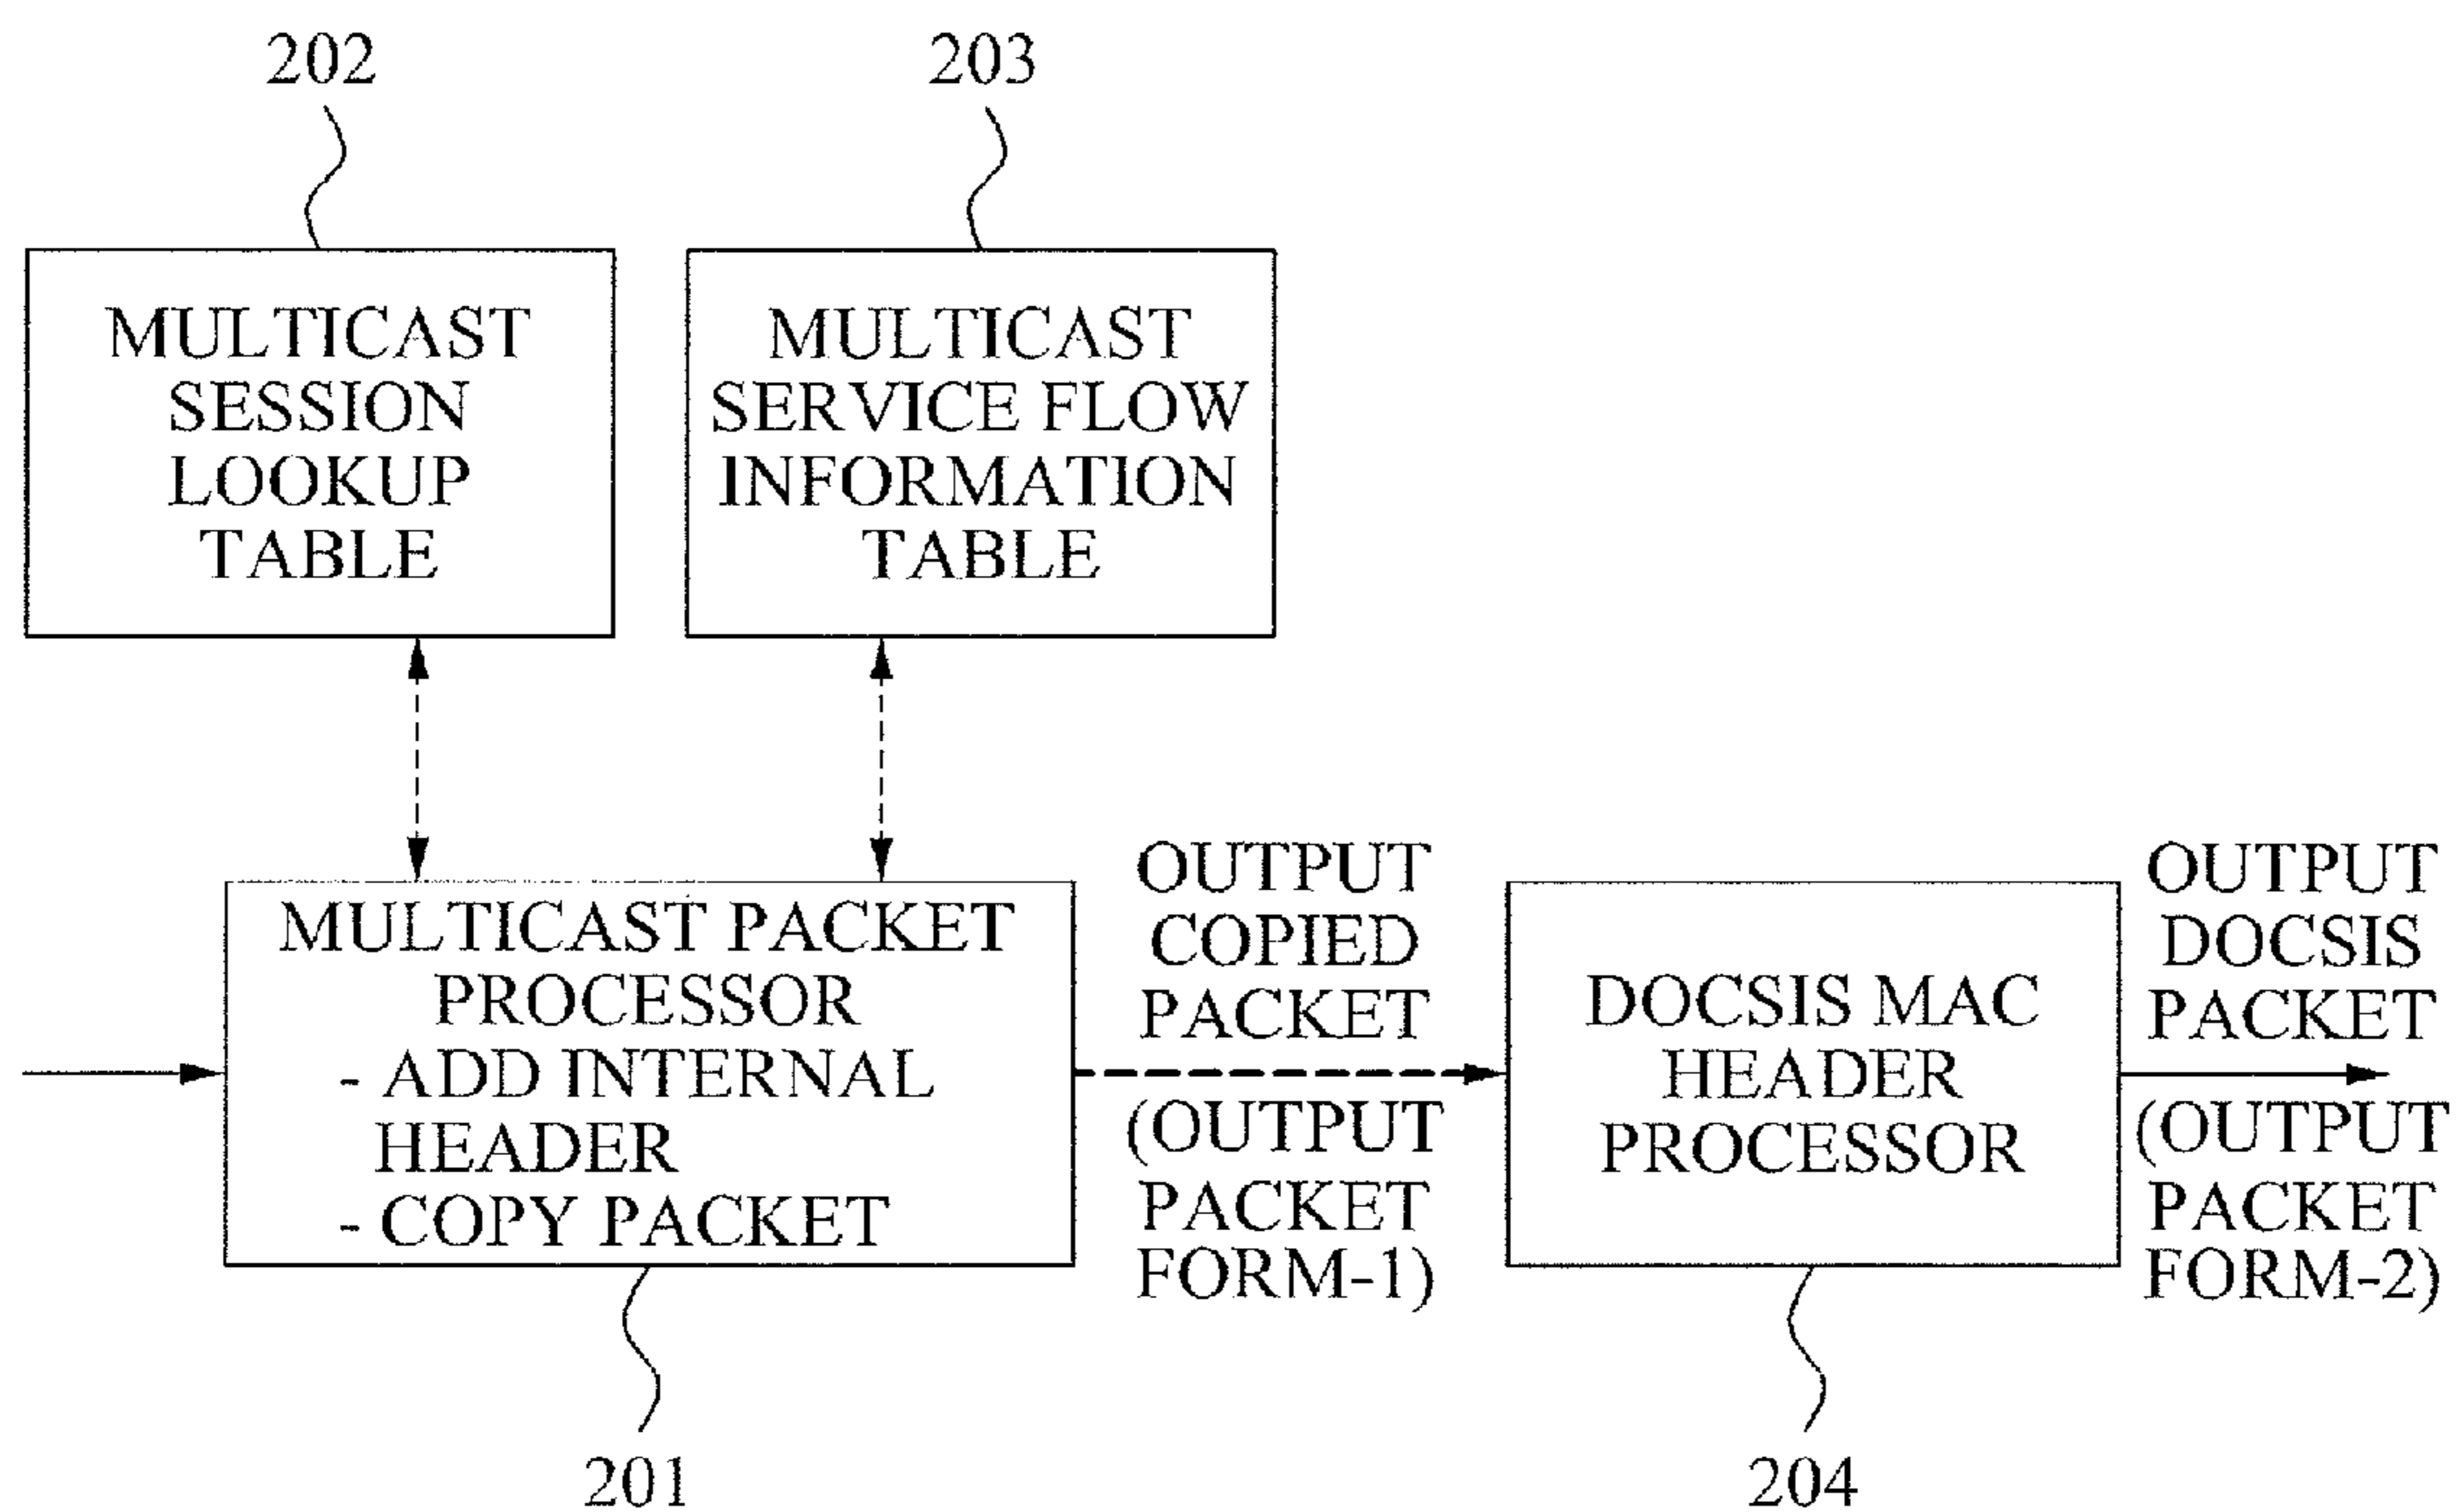 202
203
MULTICAST
SESSION
LOOKUP
TABLE
MULTICAST
SERVICE FLOW
INFORMATION
TABLE
MULTICAST PACKET
PROCESSOR
- ADD INTERNAL
HEADER
- COPY PACKET
OUTPUT
COPIED
PACKET
(OUTPUT
PACKET
FORM-1)
DOCSIS MAC
HEADER
PROCESSOR
OUTPUT
DOCSIS
PACKET
(OUTPUT
PACKET
FORM-2)
201
204